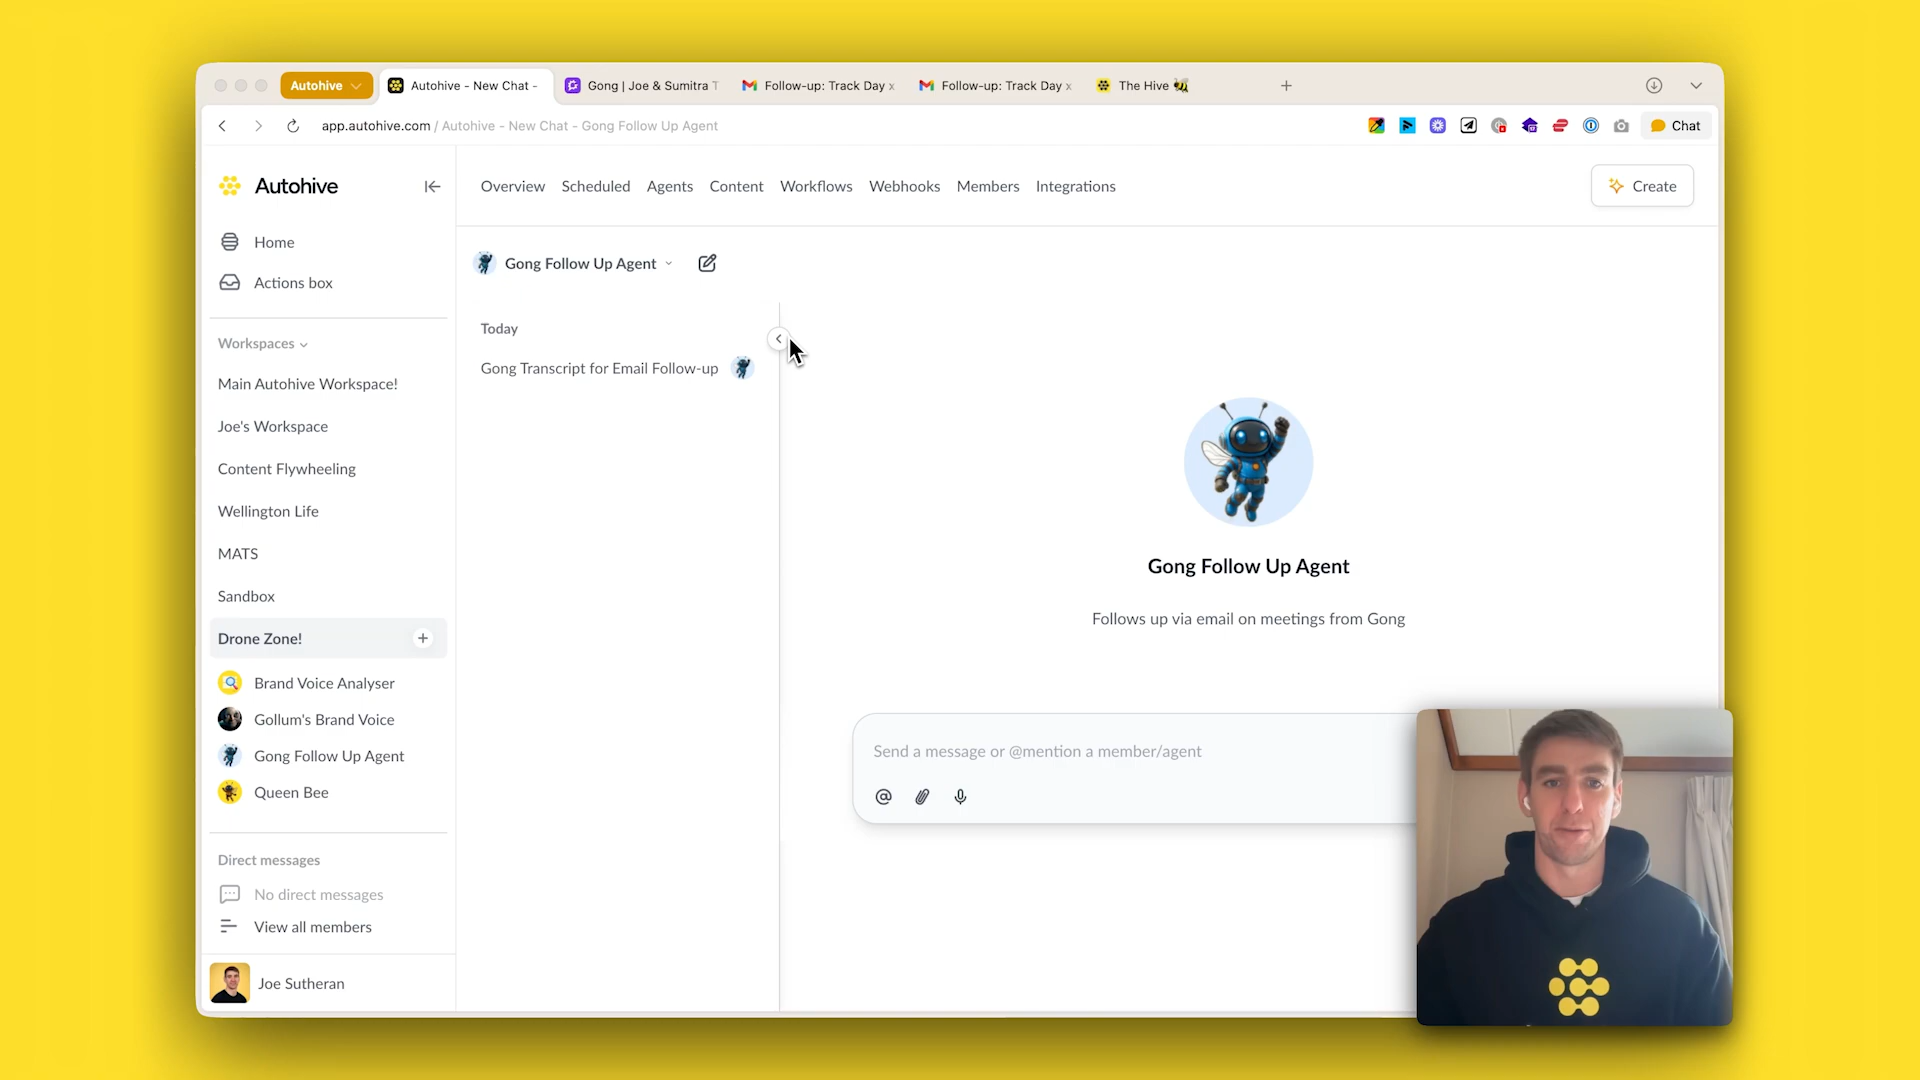 Autohive
Autohive - New Chat -
Gong | Joe & Sumitra T
Follow-up: Track Day x
Follow-up: Track Day x
The Hive
app.autohive.com / Autohive - New Chat - Gong Follow Up Agent
Chat
Autohive
Home
Actions box
Workspaces
Main Autohive Workspace!
Joe's Workspace
Content Flywheeling
Wellington Life
MATS
Sandbox
Drone Zone!
Brand Voice Analyser
Gollum's Brand Voice
Gong Follow Up Agent
Queen Bee
Direct messages
No direct messages
View all members
Joe Sutheran
Overview
Scheduled
Agents
Content
Workflows
Webhooks
Members
Integrations
Create
Gong Follow Up Agent
Today
Gong Transcript for Email Follow-up
Gong Follow Up Agent
Follows up via email on meetings from Gong
Send a message or @mention a member/agent